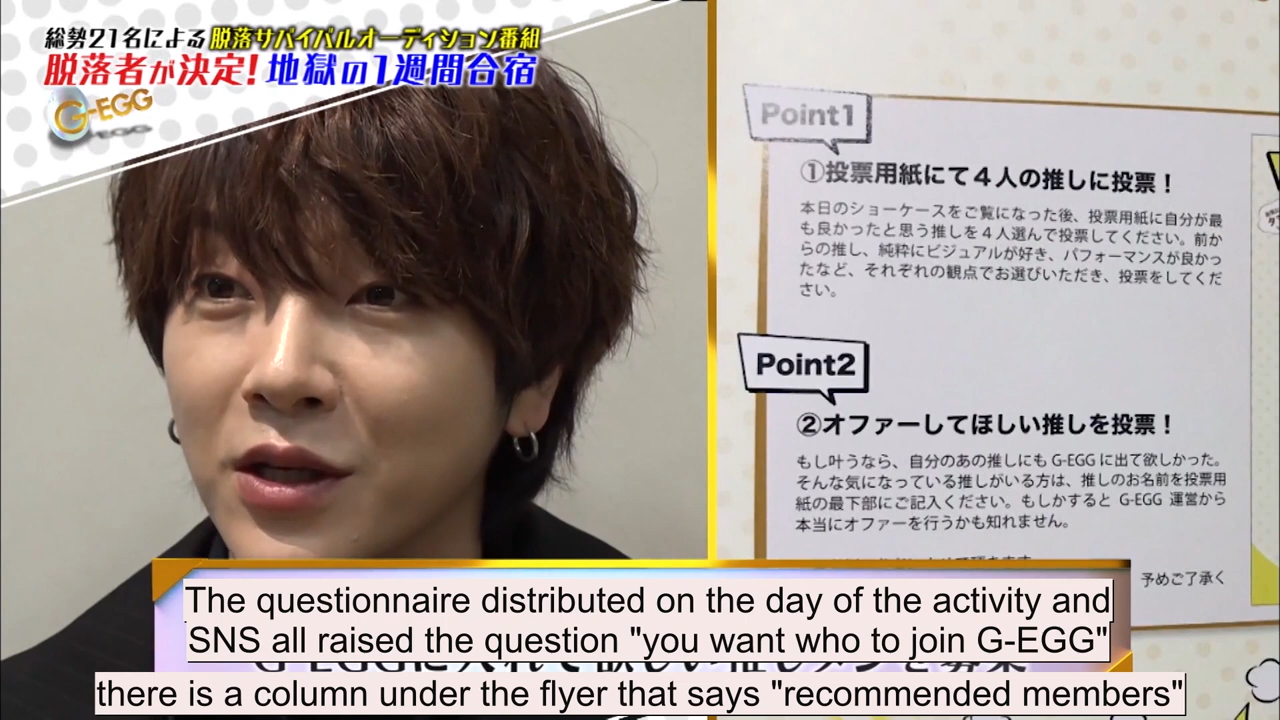 総勢21名による脱落サバイバルオーディション番組
脱落者が決定!地獄の1週間合宿
G-EGG
Point1
①投票用紙にて4人の推しに投票!
本日のショーケースをご覧になった後、投票用紙に自分が最
も良かったと思う推しを4人選んで投票してください。前か
らの推し、純粋にビジュアルが好き、パフォーマンスが良かっ
たなど、それぞれの観点でお選びいただき、投票をしてくだ
さい。
Point2
②オファーしてほしい推しを投票!
もし叶うなら、自分のあの推しにもG-EGGに出て欲しかった。
そんな気になっている推しがいる方は、推しのお名前を投票用
紙の最下部にご記入ください。もしかすると G-EGG 運営から
本当にオファーを行うかも知れません。
予めご了承く
The questionnaire distributed on the day of the activity and
SNS all raised the question "you want who to join G-EGG"
there is a column under the flyer that says "recommended members"